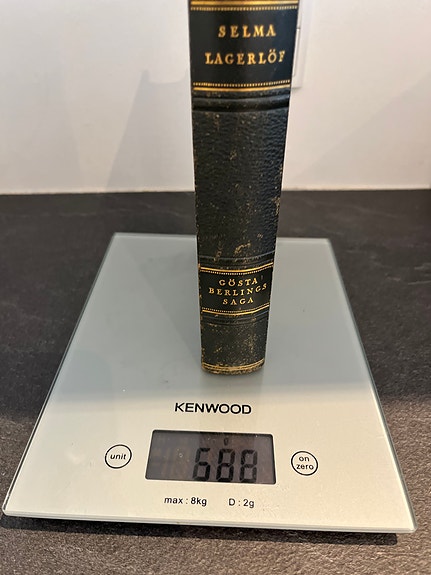 SELMA
LAGERLÖF
GÖSTA
BERLINGS
SAGA
KENWOOD
unit
688
on
zero
max : 8kg D : 2g